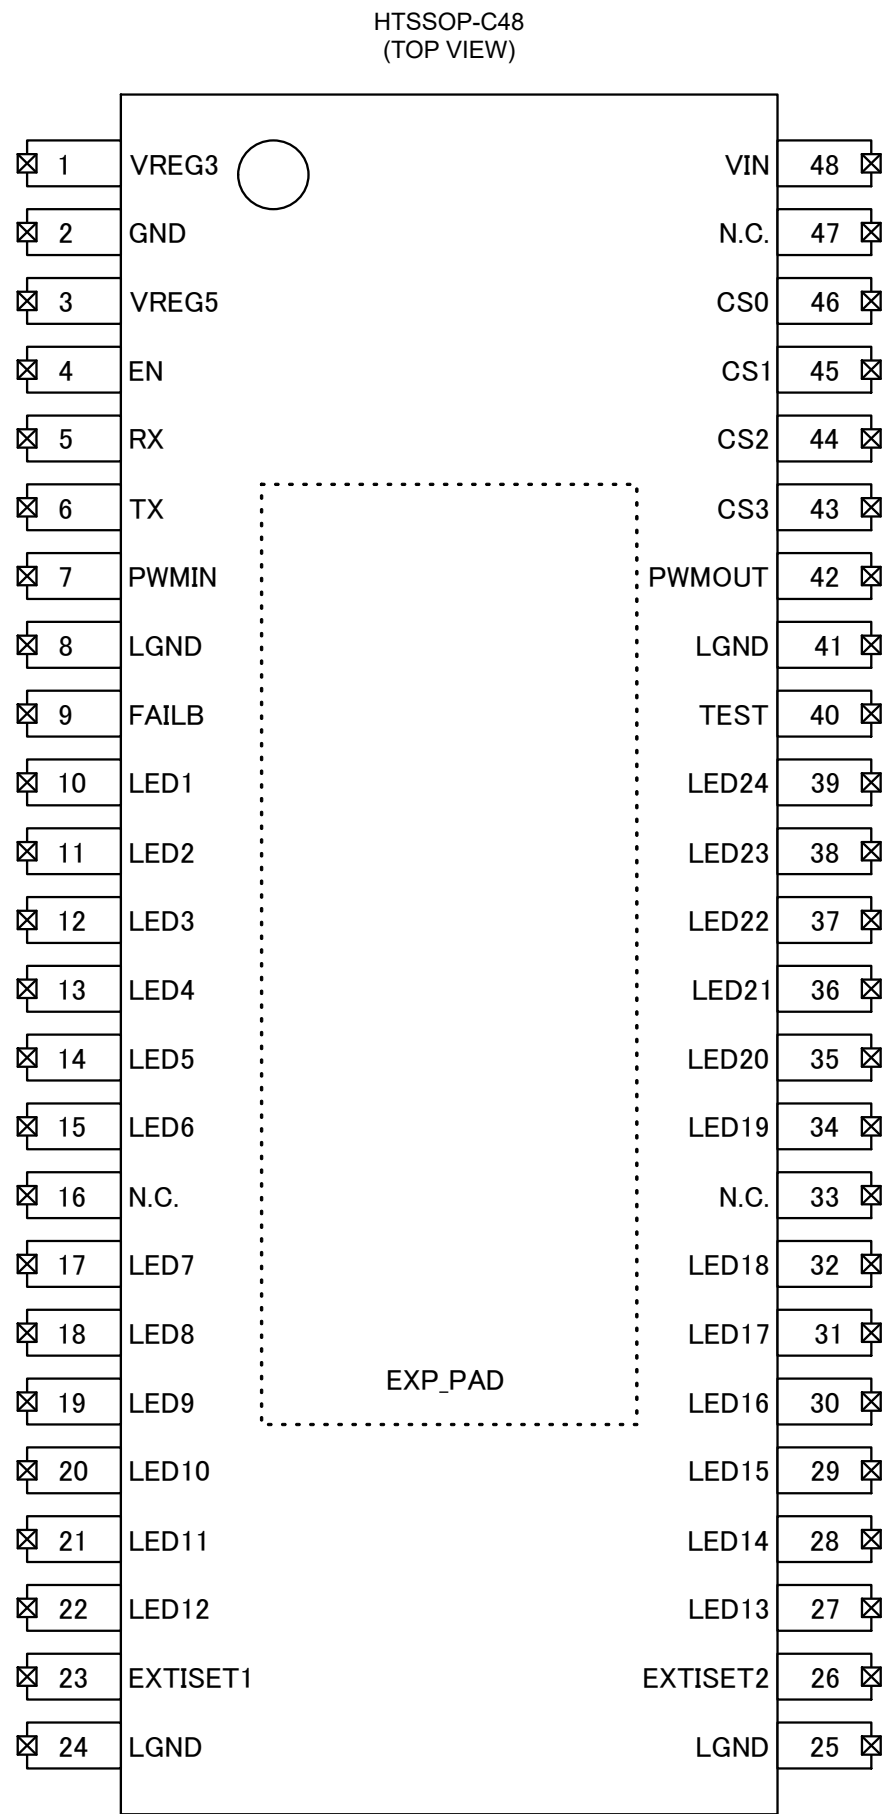 HTSSOP-C48
(TOP VIEW)
1 VREG3 VIN 48
2 GND N.C. 47
3 VREG5 CS0 46
4 EN CS1 45
5 RX CS2 44
6 TX CS3 43
7 PWMIN PWMOUT 42
8 LGND LGND 41
9 FAILB TEST 40
10 LED1 LED24 39
11 LED2 LED23 38
12 LED3 LED22 37
13 LED4 LED21 36
14 LED5 LED20 35
15 LED6 LED19 34
16 N.C. N.C. 33
17 LED7 LED18 32
18 LED8 LED17 31
EXP_PAD
19 LED9 LED16 30
20 LED10 LED15 29
21 LED11 LED14 28
22 LED12 LED13 27
23 EXTISET1 EXTISET2 26
24 LGND LGND 25